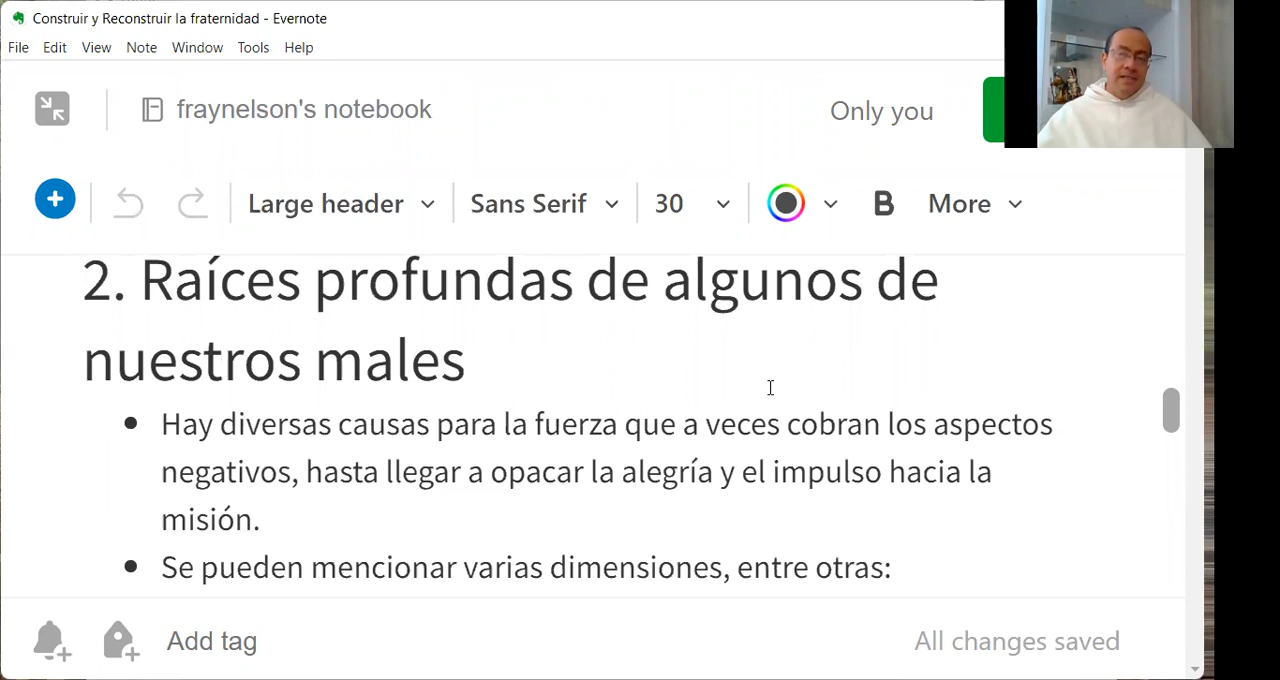 Construir y Reconstruir la fraternidad - Evernote
File Edit View Note Window Tools Help
fraynelson's notebook
Only you
Large header Sans Serif 30 B More
2. Raíces profundas de algunos de
nuestros males
Hay diversas causas para la fuerza que a veces cobran los aspectos
negativos, hasta llegar a opacar la alegría y el impulso hacia la
misión.
Se pueden mencionar varias dimensiones, entre otras:
Add tag
All changes saved